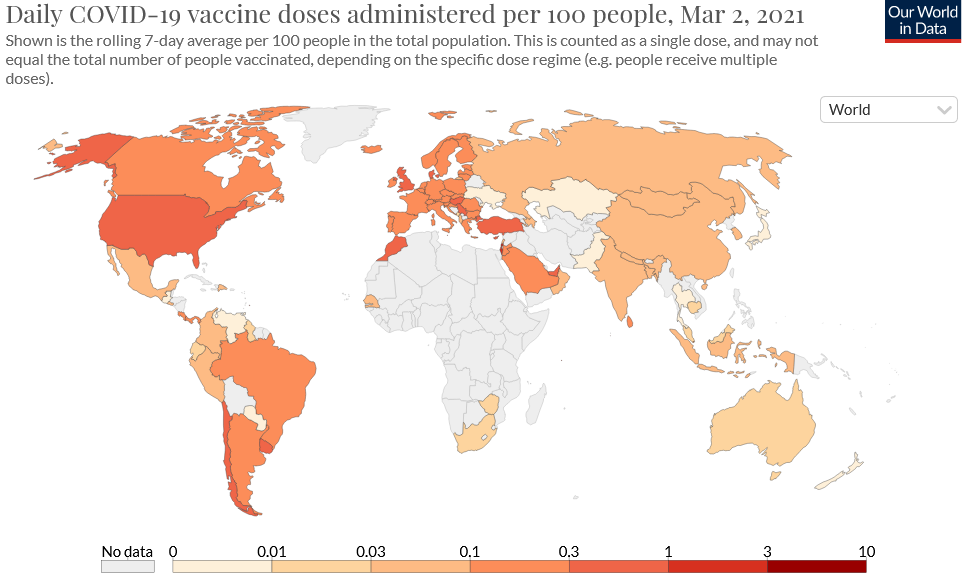 Daily COVID-19 vaccine doses administered per 100 people, Mar 2, 2021
Shown is the rolling 7-day average per 100 people in the total population. This is counted as a single dose, and may not
equal the total number of people vaccinated, depending on the specific dose regime (e.g. people receive multiple
doses).
Our World
in Data
World
No data 0 0.01 0.03 0.1 0.3 1 3 10